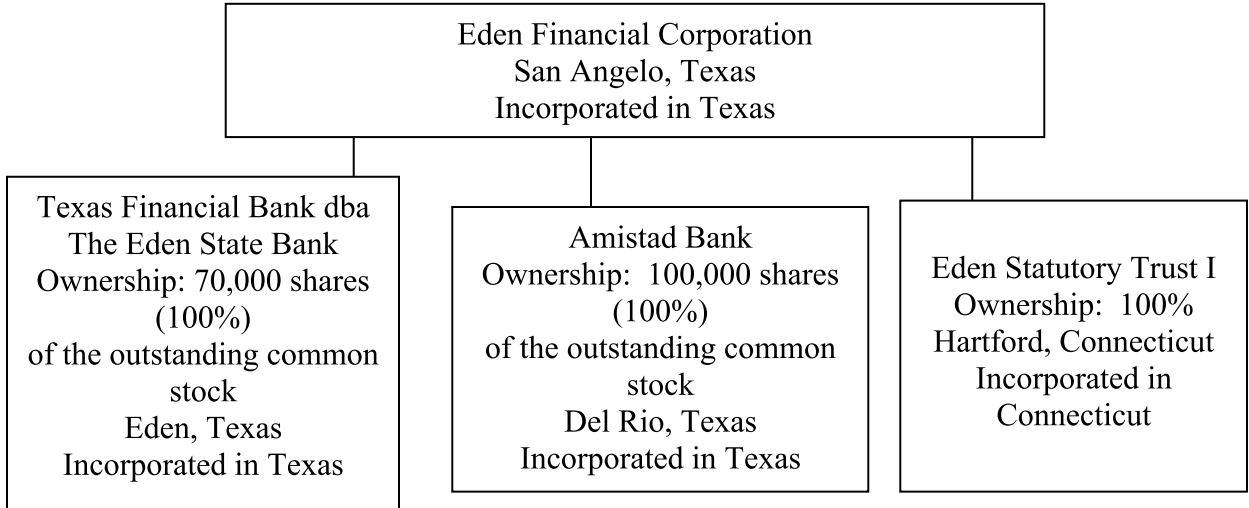 Eden Financial Corporation
San Angelo, Texas
Incorporated in Texas
Texas Financial Bank dba
The Eden State Bank
Ownership: 70,000 shares
(100%)
of the outstanding common
stock
Eden, Texas
Incorporated in Texas
Amistad Bank
Ownership: 100,000 shares
(100%)
of the outstanding common
stock
Del Rio, Texas
Incorporated in Texas
Eden Statutory Trust I
Ownership: 100%
Hartford, Connecticut
Incorporated in
Connecticut